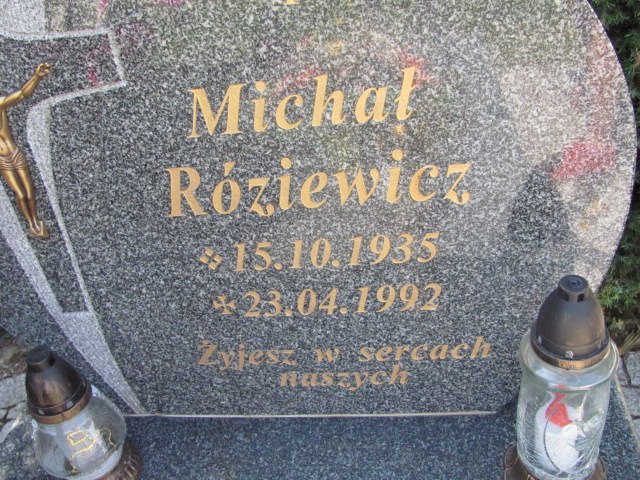 Michał
Róziewicz
15.10.1935
23.04.1992
Żyjesz w sercach
naszych